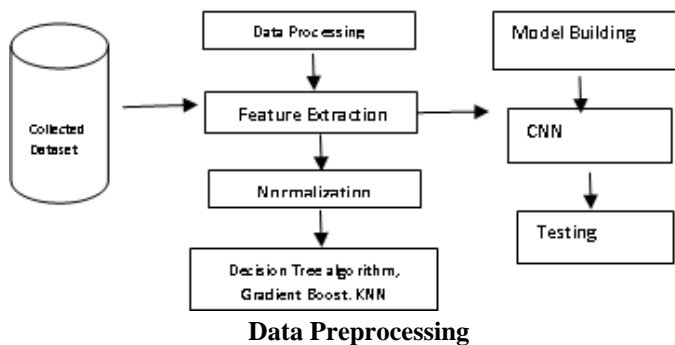 Collected
Dataset
Data Processing
Feature Extraction
Normalization
Decision Tree algorithm,
Gradient Boost. KNN
Model Building
CNN
Testing
Data Preprocessing